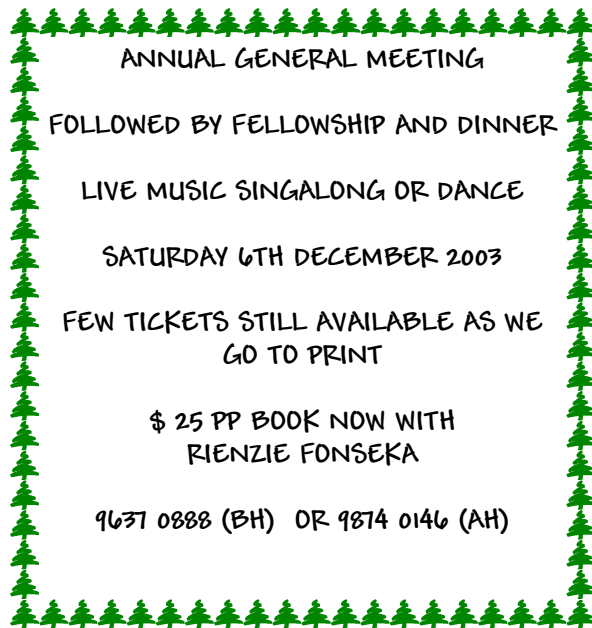 ANNUAL GENERAL MEETING
FOLLOWED BY FELLOWSHIP AND DINNER
LIVE MUSIC SINGALONG OR DANCE
SATURDAY 6TH DECEMBER 2003
FEW TICKETS STILL AVAILABLE AS WE
GO TO PRINT
$ 25 PP BOOK NOW WITH
RIENZIE FONSEKA
9637 0888 (BH) OR 9874 0146 (AH)